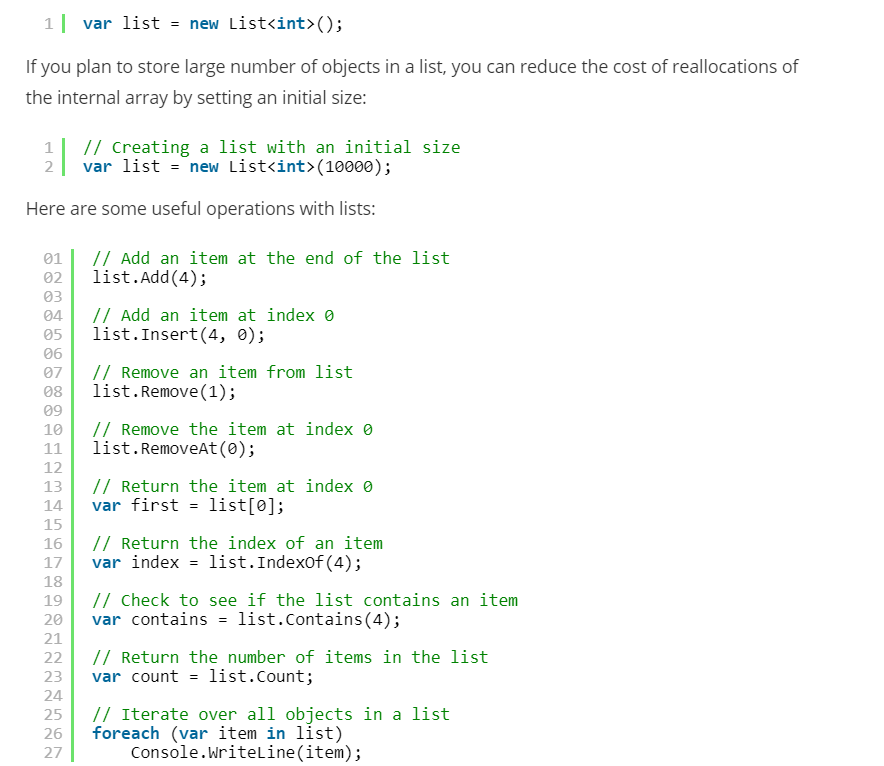 1 var list = new List<int>();
If you plan to store large number of objects in a list, you can reduce the cost of reallocations of
the internal array by setting an initial size:
1 // Creating a list with an initial size
2 var list = new List<int>(10000);
Here are some useful operations with lists:
01 // Add an item at the end of the list
02 list.Add(4);
03
04 // Add an item at index 0
05 list.Insert(4, 0);
06
07 // Remove an item from list
08 list.Remove(1);
09
10 // Remove the item at index 0
11 list.RemoveAt(0);
12
13 // Return the item at index 0
14 var first = list[0];
15
16 // Return the index of an item
17 var index = list.IndexOf(4);
18
19 // Check to see if the list contains an item
20 var contains = list.Contains(4);
21
22 // Return the number of items in the list
23 var count = list.Count;
24
25 // Iterate over all objects in a list
26 foreach (var item in list)
27     Console.WriteLine(item);